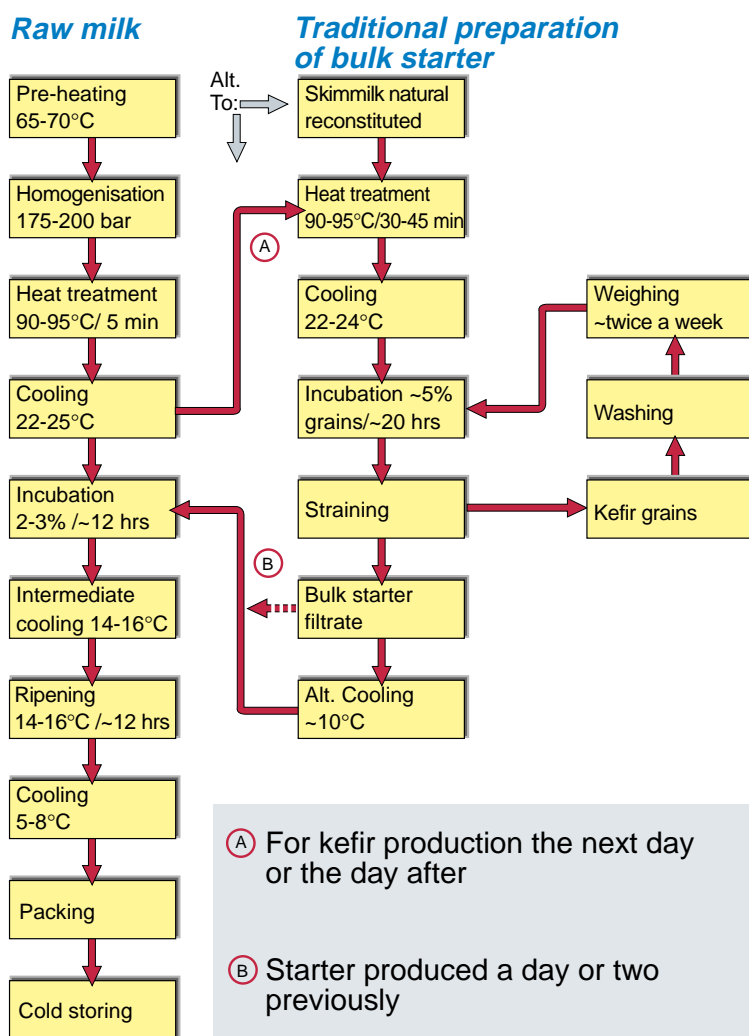 Raw milk
Traditional preparation
of bulk starter
Alt.
To:
Pre-heating
65-70°C
Homogenisation
175-200 bar
Heat treatment
90-95°C/ 5 min
Cooling
22-25°C
Incubation
2-3% /~12 hrs
Intermediate
cooling 14-16°C
Ripening
14-16°C /~12 hrs
Cooling
5-8°C
Packing
Cold storing
Skimmilk natural
reconstituted
Heat treatment
90-95°C/30-45 min
A
Cooling
22-24°C
Incubation ~5%
grains/~20 hrs
Straining
B
Bulk starter
filtrate
Alt. Cooling
~10°C
Weighing
~twice a week
Washing
Kefir grains
A For kefir production the next day
or the day after
B Starter produced a day or two
previously